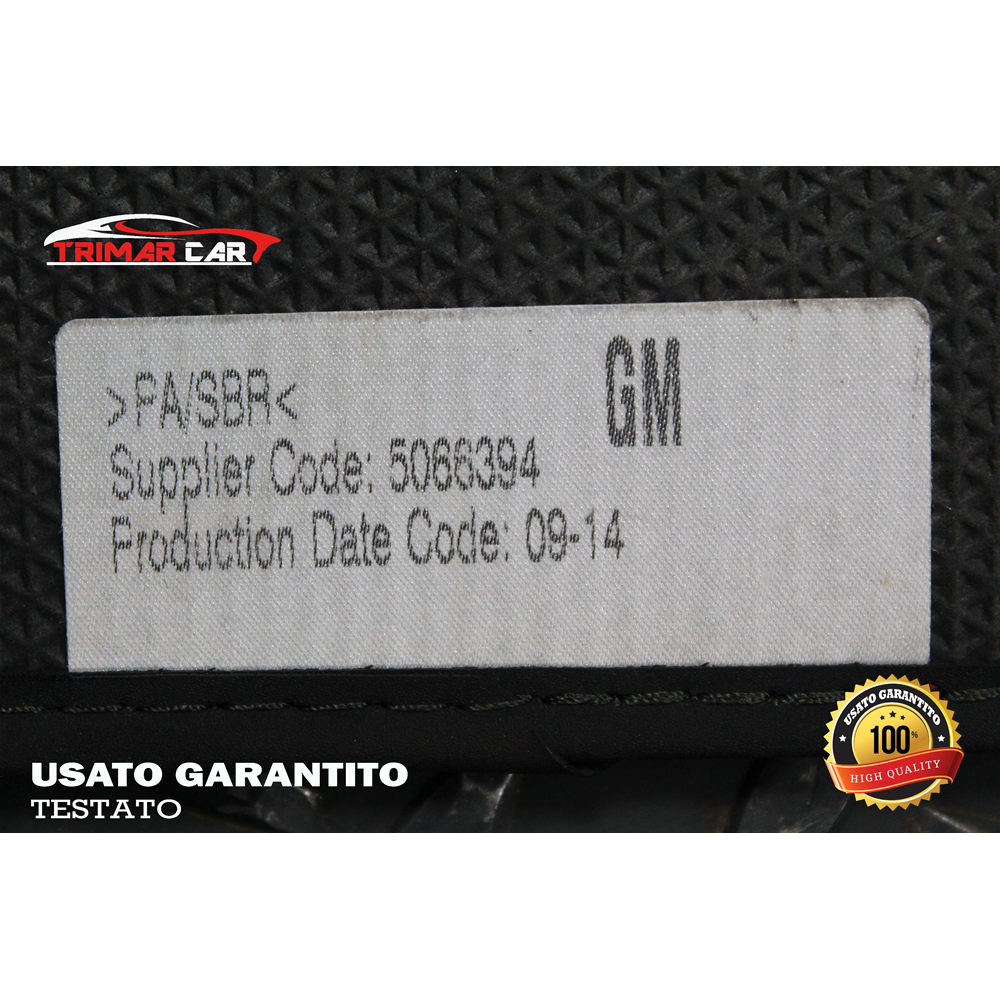 TRIMAR CAR
>PA/SBR<
GM
Supplier Code: 5066394
Production Date Code: 09-14
USATO GARANTITO
100%
HIGH QUALITY
USATO GARANTITO
TESTATO